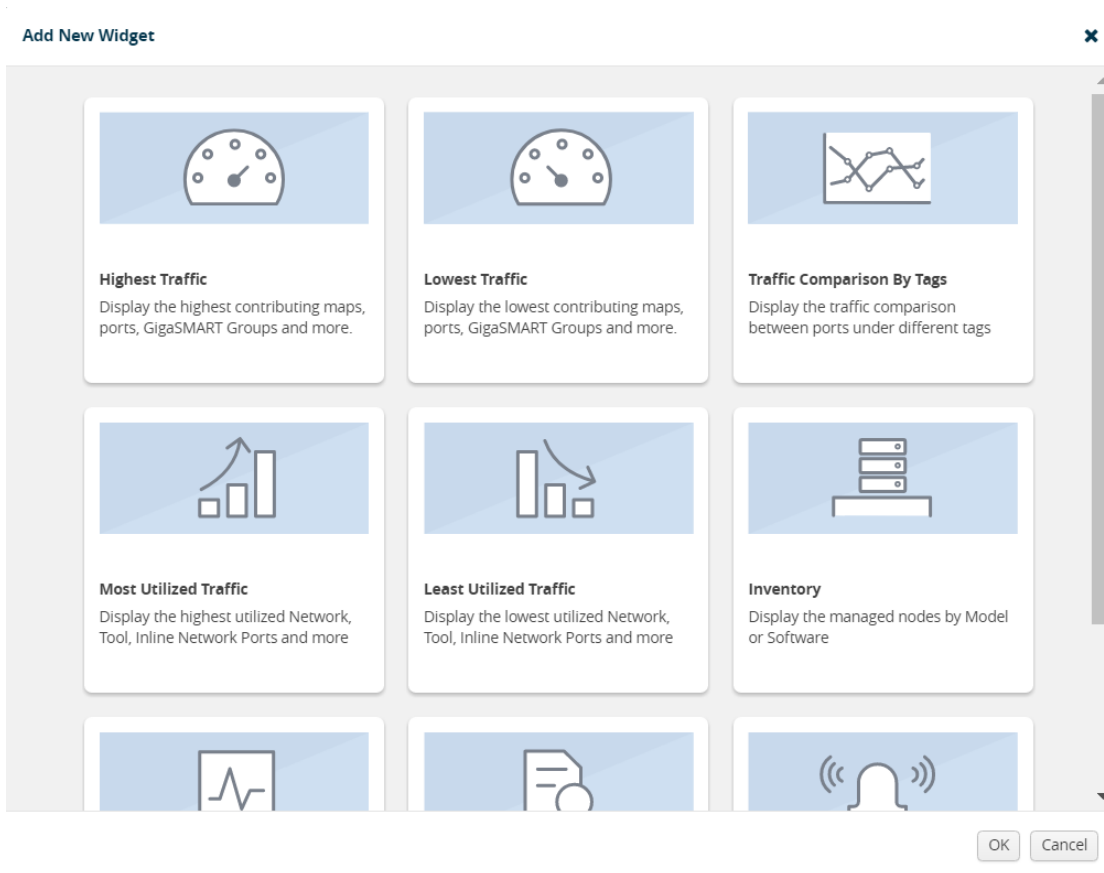 Add New Widget
Highest Traffic
Display the highest contributing maps,
ports, GigaSMART Groups and more.
Lowest Traffic
Display the lowest contributing maps,
ports, GigaSMART Groups and more.
Traffic Comparison By Tags
Display the traffic comparison
between ports under different tags
Most Utilized Traffic
Display the highest utilized Network,
Tool, Inline Network Ports and more
Least Utilized Traffic
Display the lowest utilized Network,
Tool, Inline Network Ports and more
Inventory
Display the managed nodes by Model
or Software
OK
Cancel